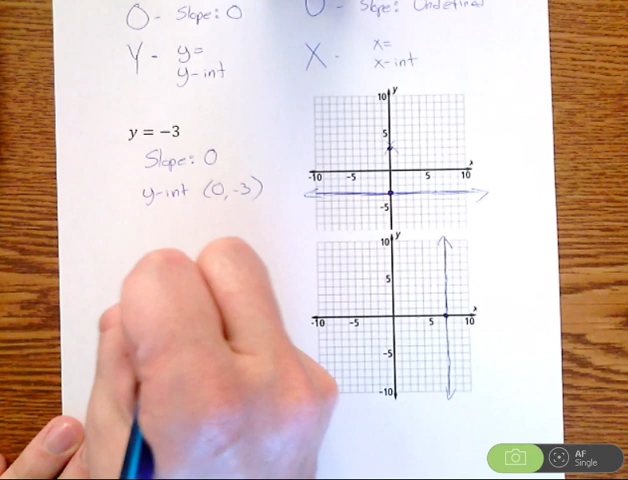 O - Slope: 0
U - Slope: Undefined
Y - y=
y-int
X - x=
x-int
y = −3
Slope: 0
y-int (0, -3)
10 y
5
-10 -5 5 10 x
-5
10 y
5
-10 -5 5 10 x
-5
-10
AF
Single